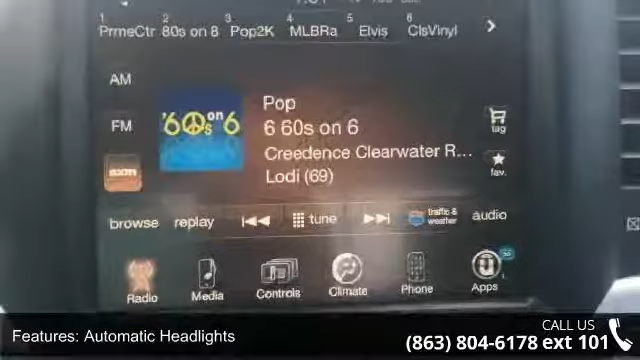 1 2 3 4 5 6
PrmeCtr 80s on 8 Pop2K MLBRa Elvis ClsVinyl
AM
FM
sxm
'60s on 6
Pop
6 60s on 6
Creedence Clearwater R...
Lodi (69)
tag
fav.
browse replay tune traffic & weather audio
Radio Media Controls Climate Phone Apps
Features: Automatic Headlights
CALL US
(863) 804-6178 ext 101